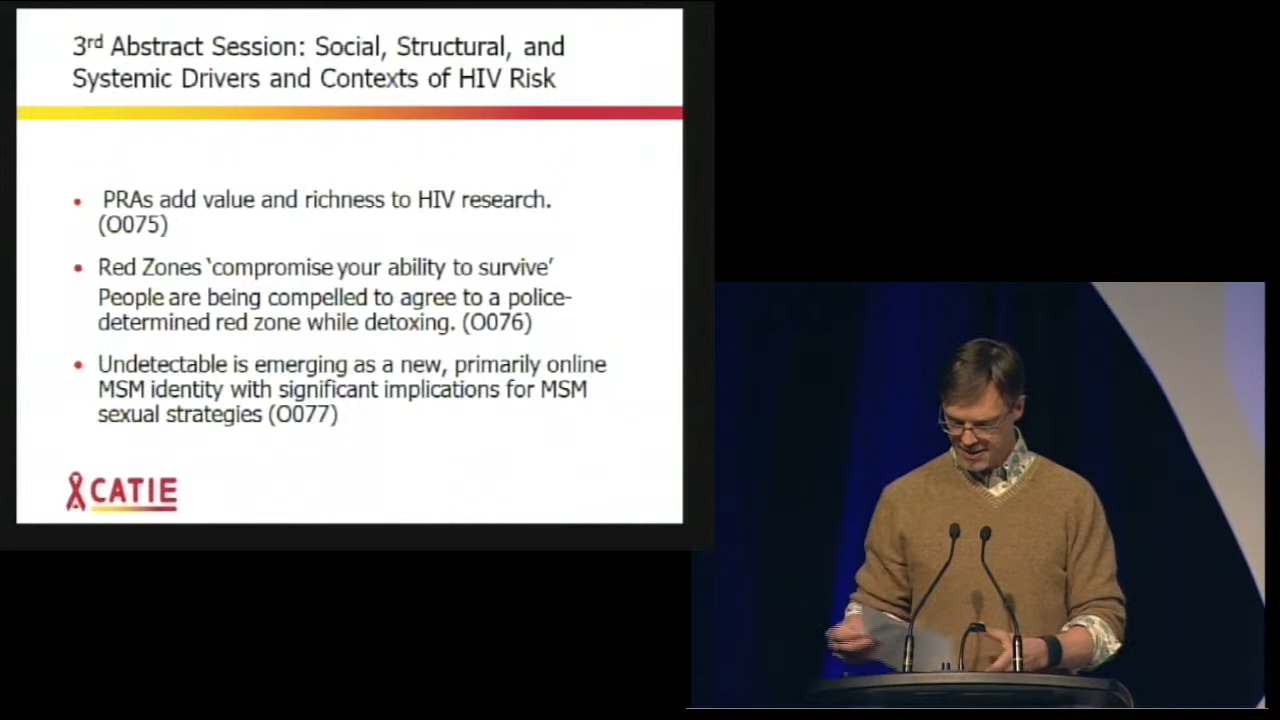 3rd Abstract Session: Social, Structural, and
Systemic Drivers and Contexts of HIV Risk
• PRAs add value and richness to HIV research.
(O075)
• Red Zones ‘compromise your ability to survive’
People are being compelled to agree to a police-
determined red zone while detoxing. (O076)
• Undetectable is emerging as a new, primarily online
MSM identity with significant implications for MSM
sexual strategies (O077)
CATIE